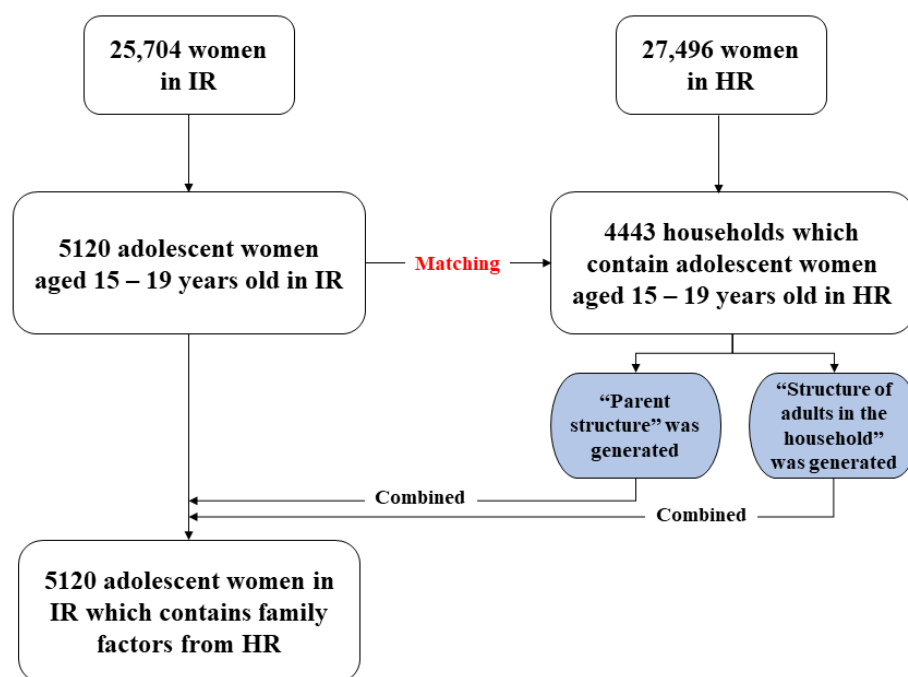 25,704 women
in IR
27,496 women
in HR
5120 adolescent women
aged 15 – 19 years old in IR
Matching
4443 households which
contain adolescent women
aged 15 – 19 years old in HR
“Parent
structure” was
generated
“Structure of
adults in the
household”
was generated
Combined
Combined
5120 adolescent women in
IR which contains family
factors from HR